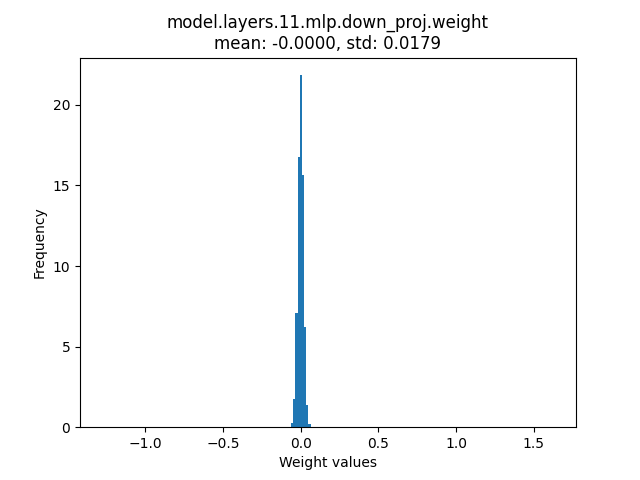 model.layers.11.mlp.down_proj.weight
mean: -0.0000, std: 0.0179
20
15
10
5
0
Frequency
−1.0 −0.5 0.0 0.5 1.0 1.5
Weight values